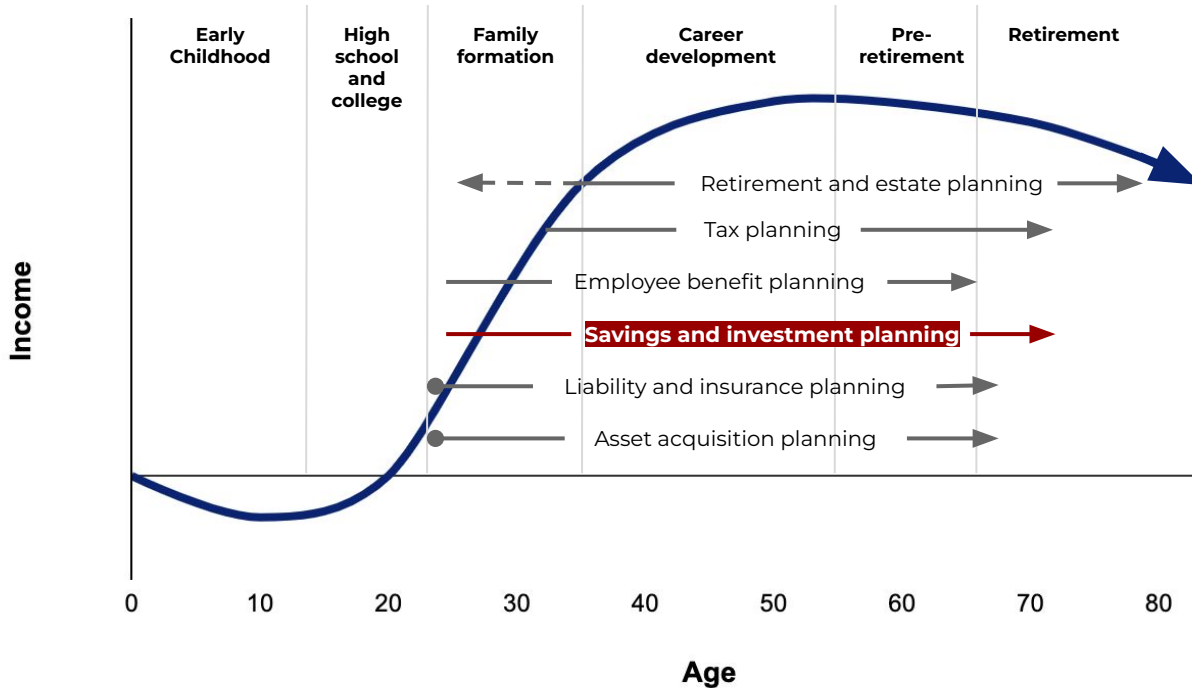 Early
Childhood
High
school
and
college
Family
formation
Career
development
Pre-
retirement
Retirement
Retirement and estate planning
Tax planning
Employee benefit planning
Savings and investment planning
Liability and insurance planning
Asset acquisition planning
Income
0 10 20 30 40 50 60 70 80
Age